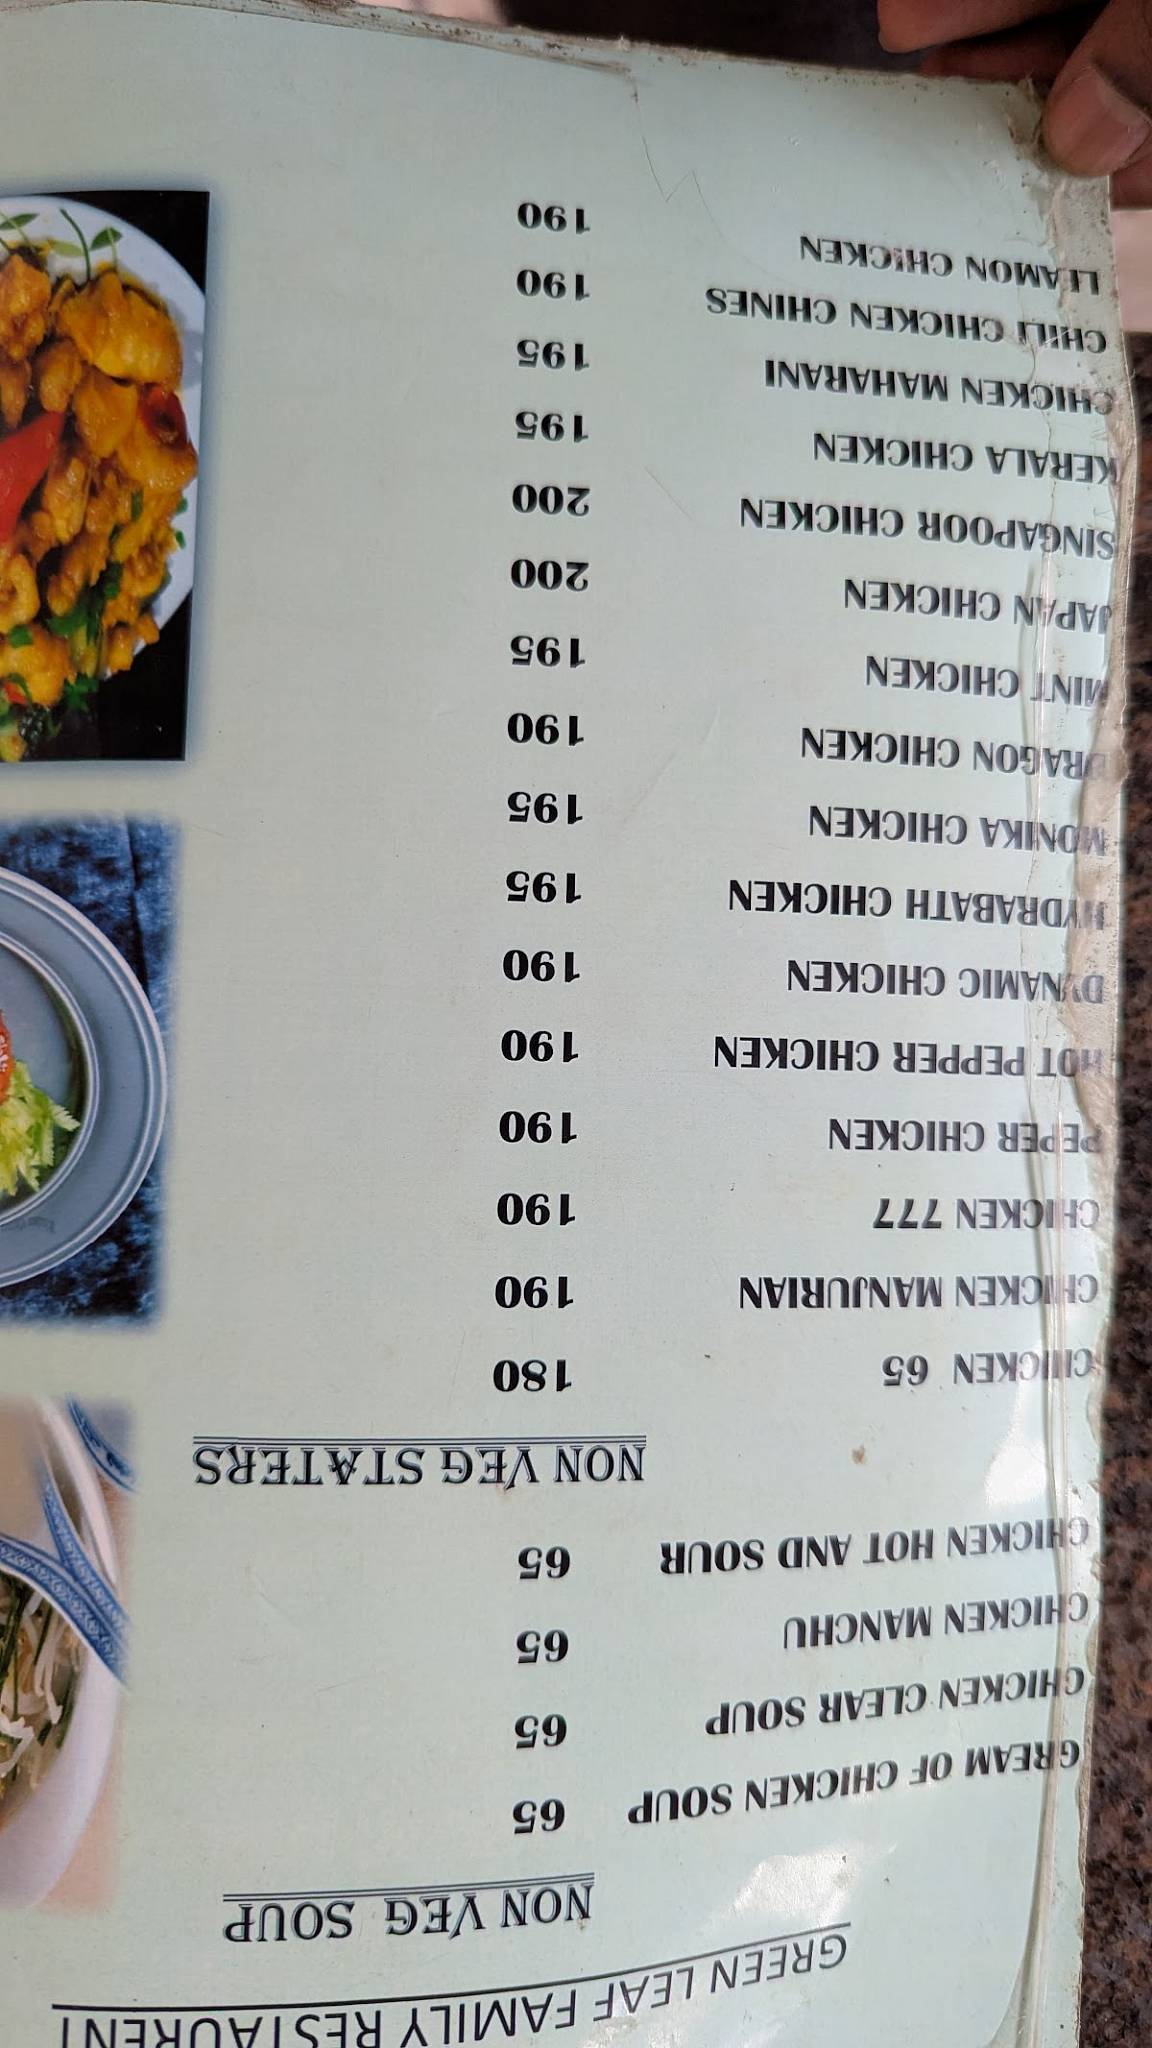 GREEN LEAF FAMILY RESTAURENT
NON VEG SOUP
GREAM OF CHICKEN SOUP 65
CHICKEN CLEAR SOUP 65
CHICKEN MANCHU 65
CHICKEN HOT AND SOUR 65
NON VEG STATERS
CHICKEN 65 180
CHICKEN MANJURIAN 190
CHICKEN 777 190
PEPER CHICKEN 190
HOT PEPPER CHICKEN 190
DYNAMIC CHICKEN 190
HYDRABATH CHICKEN 195
MONIKA CHICKEN 195
DRAGON CHICKEN 190
MINT CHICKEN 195
JAPAN CHICKEN 200
SINGAPOOR CHICKEN 200
KERALA CHICKEN 195
CHICKEN MAHARANI 195
CHILI CHICKEN CHINES 190
LEAMON CHICKEN 190